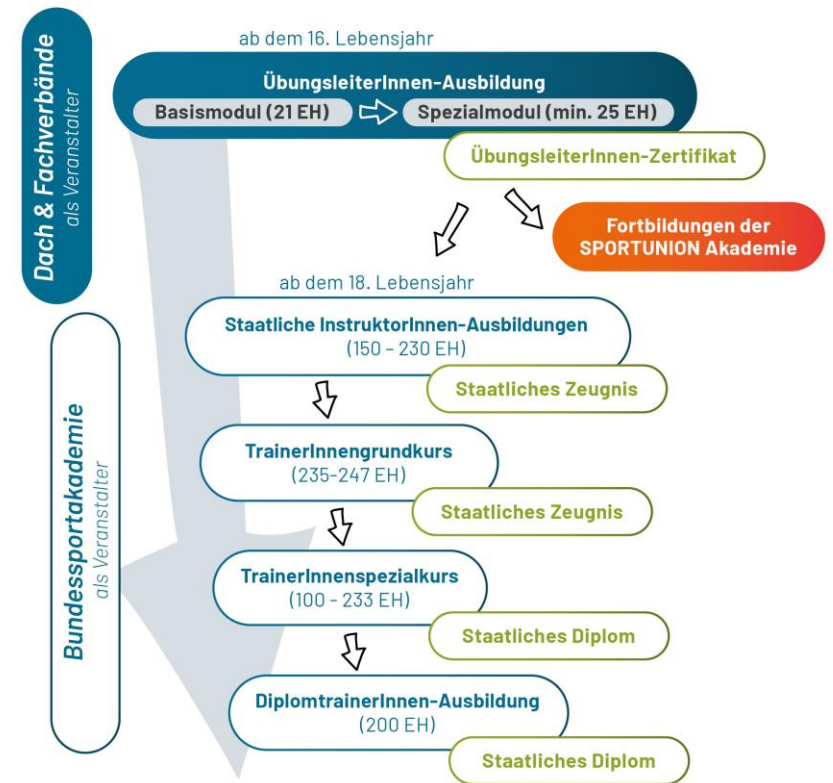 Dach & Fachverbände
als Veranstalter
ab dem 16. Lebensjahr
ÜbungsleiterInnen-Ausbildung
Basismodul (21 EH)
Spezialmodul (min. 25 EH)
ÜbungsleiterInnen-Zertifikat
Fortbildungen der
SPORTUNION Akademie
Bundessportakademie
als Veranstalter
ab dem 18. Lebensjahr
Staatliche InstruktorInnen-Ausbildungen
(150 – 230 EH)
Staatliches Zeugnis
TrainerInnengrundkurs
(235-247 EH)
Staatliches Zeugnis
TrainerInnenspezialkurs
(100 - 233 EH)
Staatliches Diplom
DiplomtrainerInnen-Ausbildung
(200 EH)
Staatliches Diplom